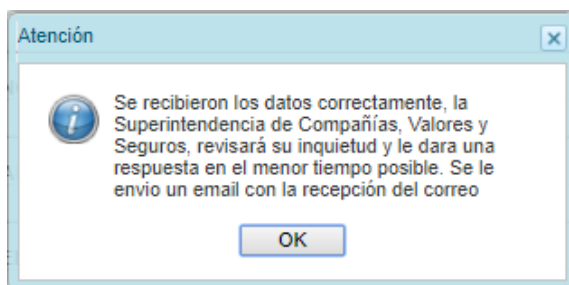 Atención
Se recibieron los datos correctamente, la
Superintendencia de Compañías, Valores y
Seguros, revisará su inquietud y le dara una
respuesta en el menor tiempo posible. Se le
envio un email con la recepción del correo
OK